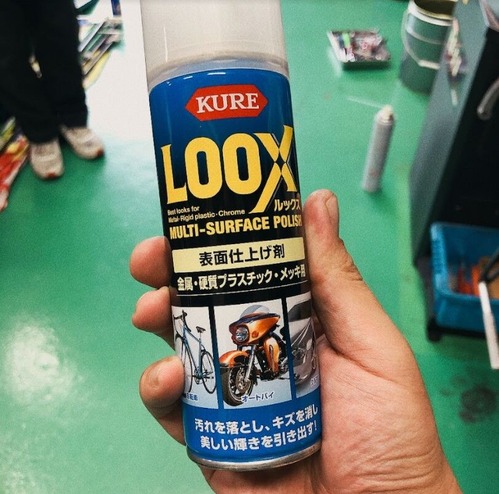 KURE
LOOX
ルックス
Best looks for
Metal・Rigid plastic・Chrome
MULTI-SURFACE POLISH
表面仕上げ剤
金属・硬質プラスチック・メッキ用
オートバイ
汚れを落とし、キズを消し
美しい輝きを引き出す!